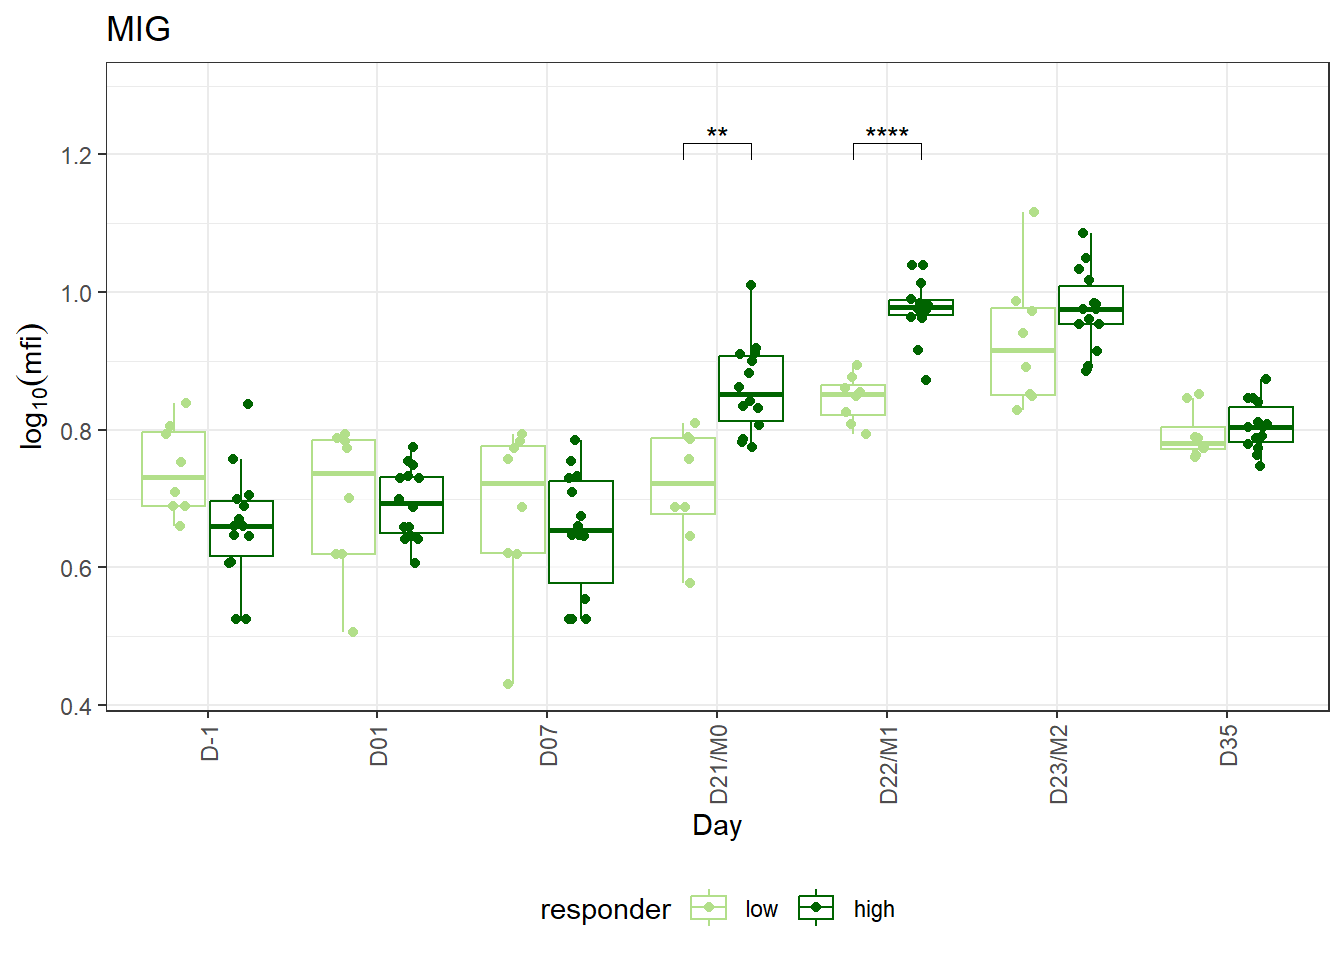 MIG
** ****
1.2
1.0
0.8
0.6
0.4
log10(mfi)
D-1 D01 D07 D21/M0 D22/M1 D23/M2 D35
Day
responder low high